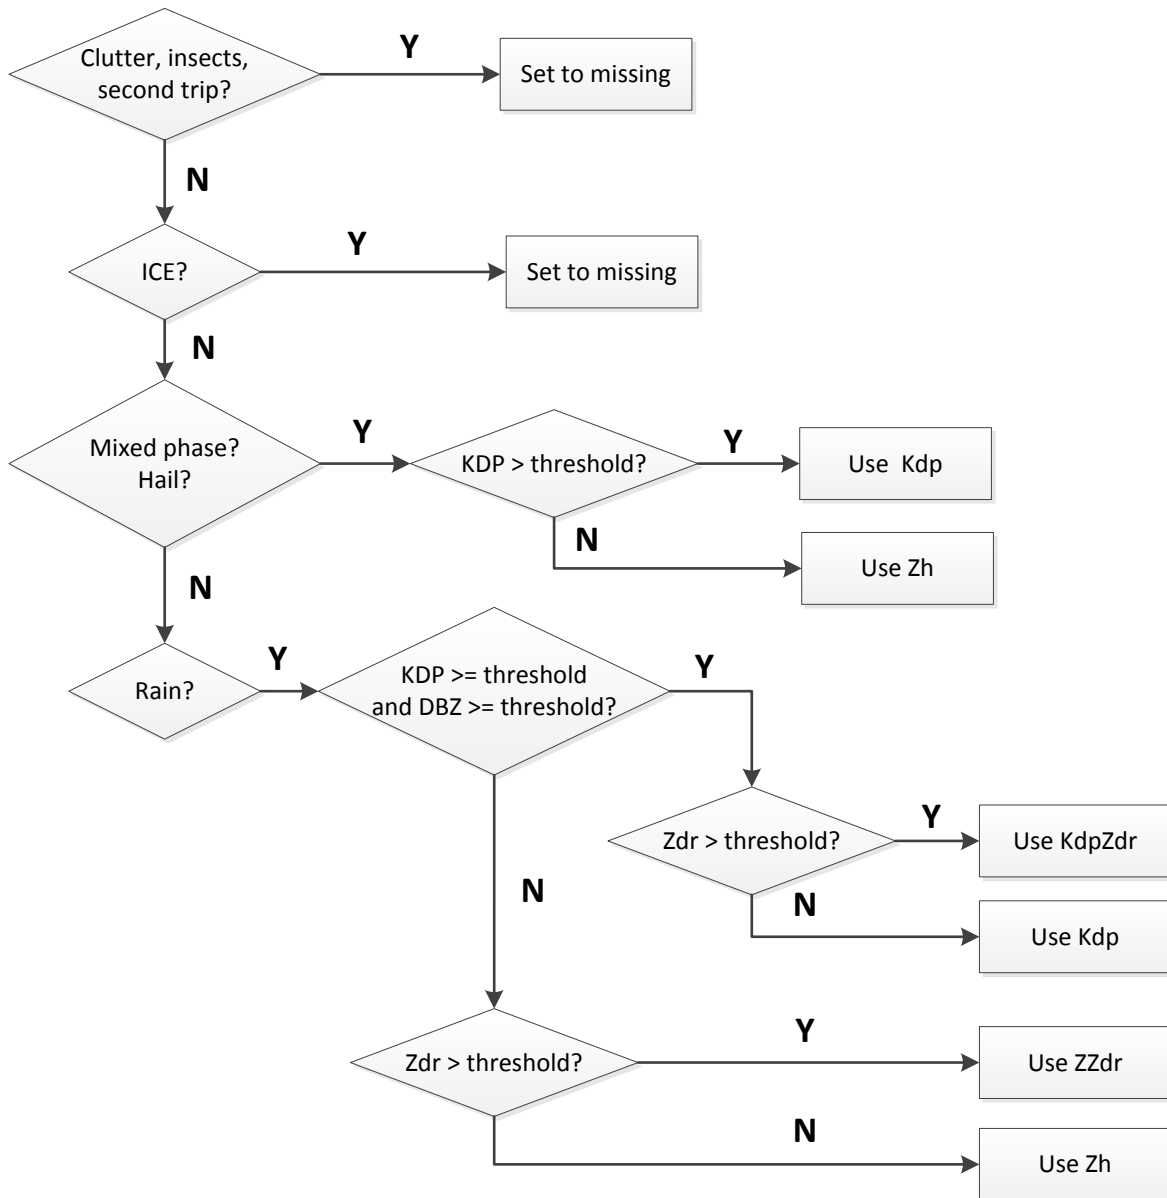 Clutter, insects,
second trip?
Y
Set to missing
N
ICE?
Y
Set to missing
N
Mixed phase?
Hail?
Y
KDP > threshold?
Y
Use Kdp
N
Use Zh
N
Rain?
Y
KDP >= threshold
and DBZ >= threshold?
Y
Zdr > threshold?
Y
Use KdpZdr
N
Use Kdp
N
Zdr > threshold?
Y
Use ZZdr
N
Use Zh